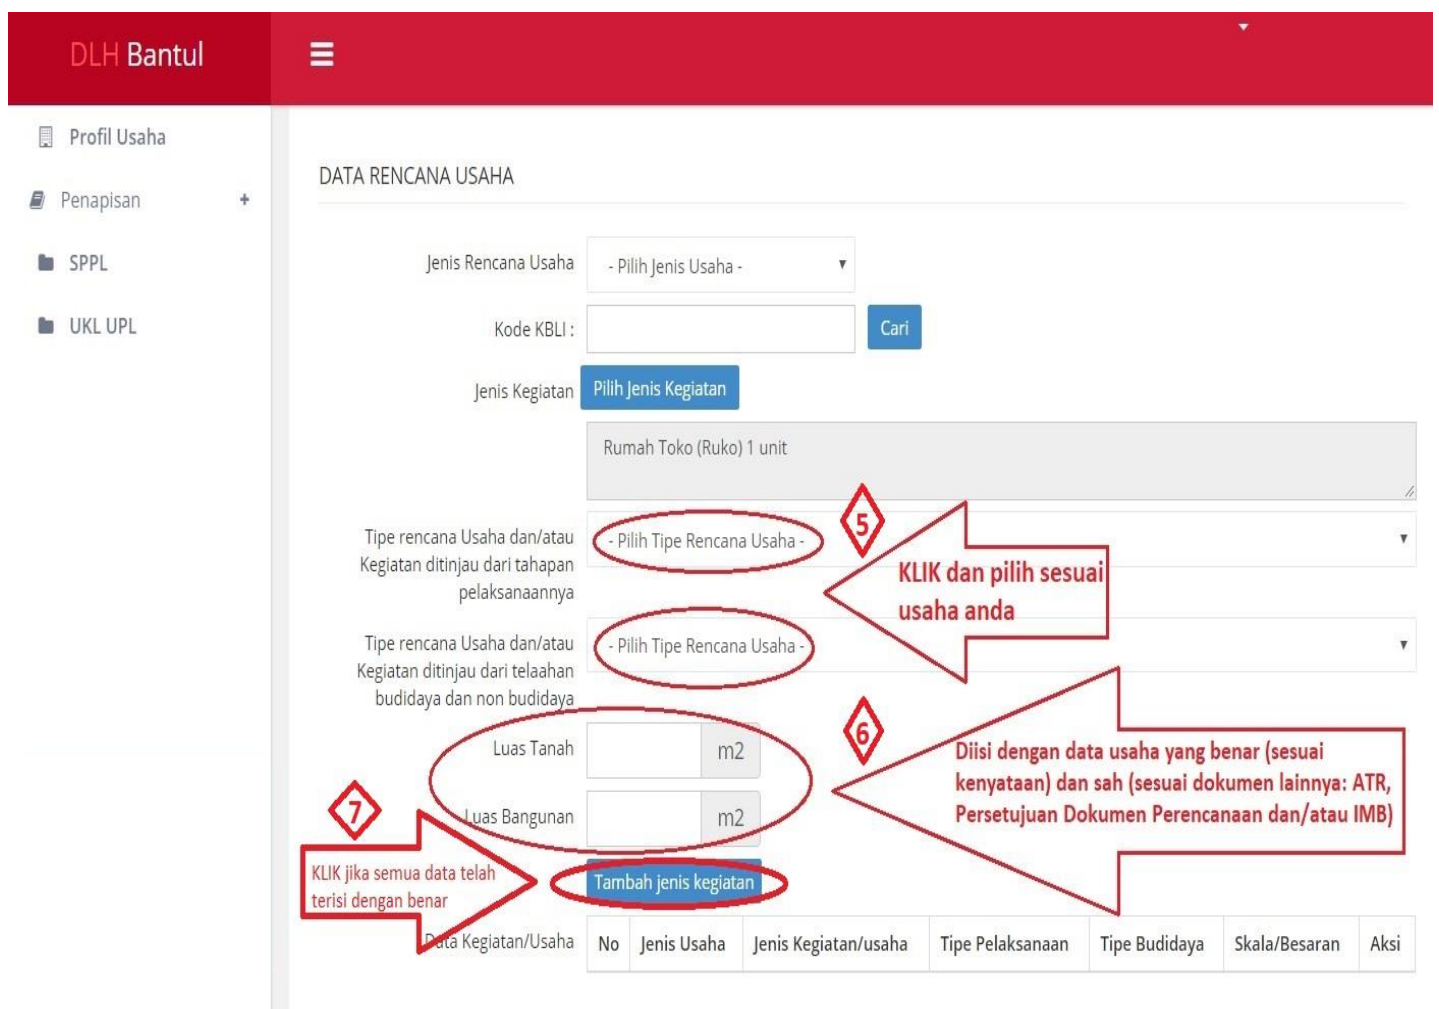 DLH Bantul
Profil Usaha
Penapisan +
SPPL
UKL UPL
DATA RENCANA USAHA
Jenis Rencana Usaha - Pilih Jenis Usaha -
Kode KBLI : Cari
Jenis Kegiatan Pilih Jenis Kegiatan
Rumah Toko (Ruko) 1 unit
5
Tipe rencana Usaha dan/atau
Kegiatan ditinjau dari tahapan
pelaksanaannya
- Pilih Tipe Rencana Usaha -
KLIK dan pilih sesuai
usaha anda
Tipe rencana Usaha dan/atau
Kegiatan ditinjau dari telaahan
budidaya dan non budidaya
- Pilih Tipe Rencana Usaha -
Luas Tanah m2
6
Diisi dengan data usaha yang benar (sesuai
kenyataan) dan sah (sesuai dokumen lainnya: ATR,
Persetujuan Dokumen Perencanaan dan/atau IMB)
Luas Bangunan m2
7
KLIK jika semua data telah
terisi dengan benar
Tambah jenis kegiatan
Data Kegiatan/Usaha No Jenis Usaha Jenis Kegiatan/usaha Tipe Pelaksanaan Tipe Budidaya Skala/Besaran Aksi